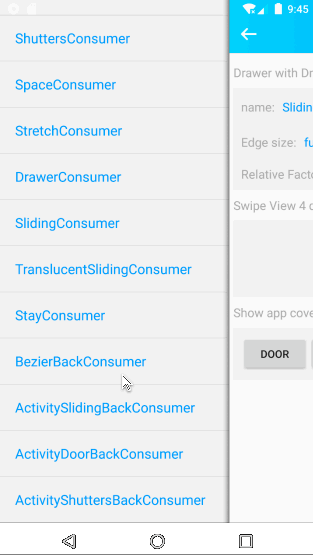 9:45
ShuttersConsumer
SpaceConsumer
StretchConsumer
DrawerConsumer
SlidingConsumer
TranslucentSlidingConsumer
StayConsumer
BezierBackConsumer
ActivitySlidingBackConsumer
ActivityDoorBackConsumer
ActivityShuttersBackConsumer
Drawer with Dr
name: Slidin
Edge size: fu
Relative Facto
Swipe View 4 d
Show app cove
DOOR